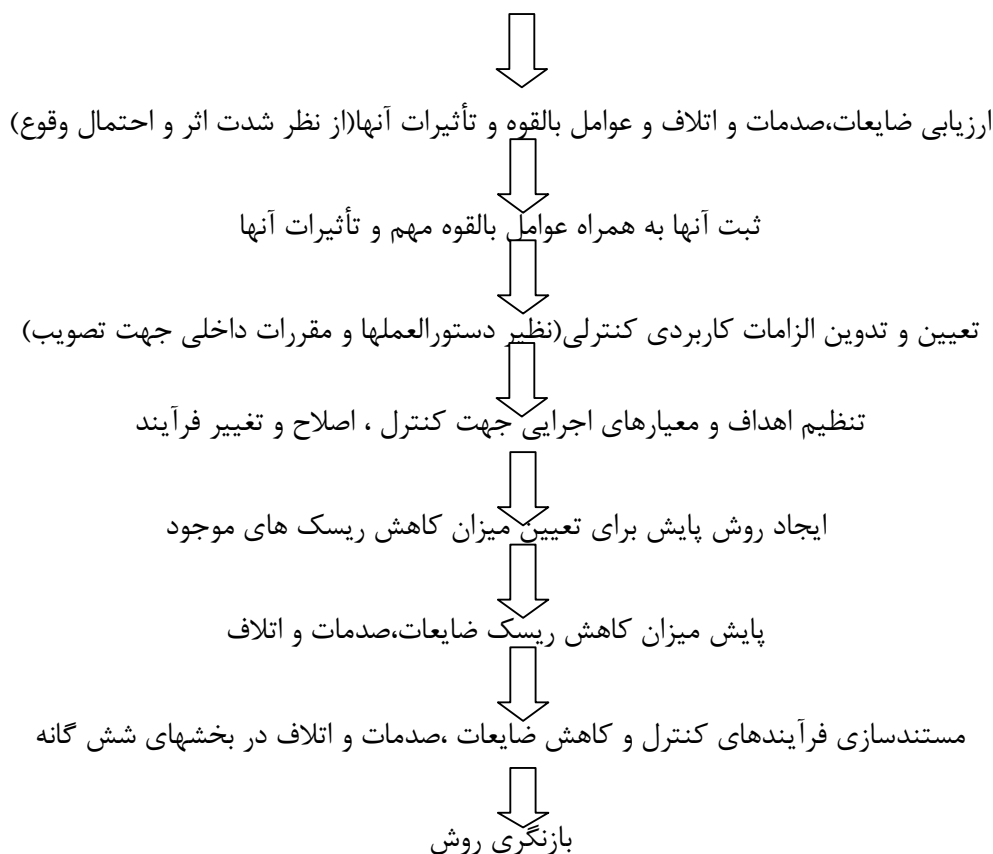 ارزیابی ضایعات،صدمات و اتلاف و عوامل بالقوه و تأثیرات آنها(از نظر شدت اثر و احتمال وقوع)
ثبت آنها به همراه عوامل بالقوه مهم و تأثیرات آنها
تعیین و تدوین الزامات کاربردی کنترلی(نظیر دستورالعملها و مقررات داخلی جهت تصویب)
تنظیم اهداف و معیارهای اجرایی جهت کنترل ، اصلاح و تغییر فرآیند
ایجاد روش پایش برای تعیین میزان کاهش ریسک های موجود
پایش میزان کاهش ریسک ضایعات،صدمات و اتلاف
مستندسازی فرآیندهای کنترل و کاهش ضایعات ،صدمات و اتلاف در بخشهای شش گانه
بازنگری روش